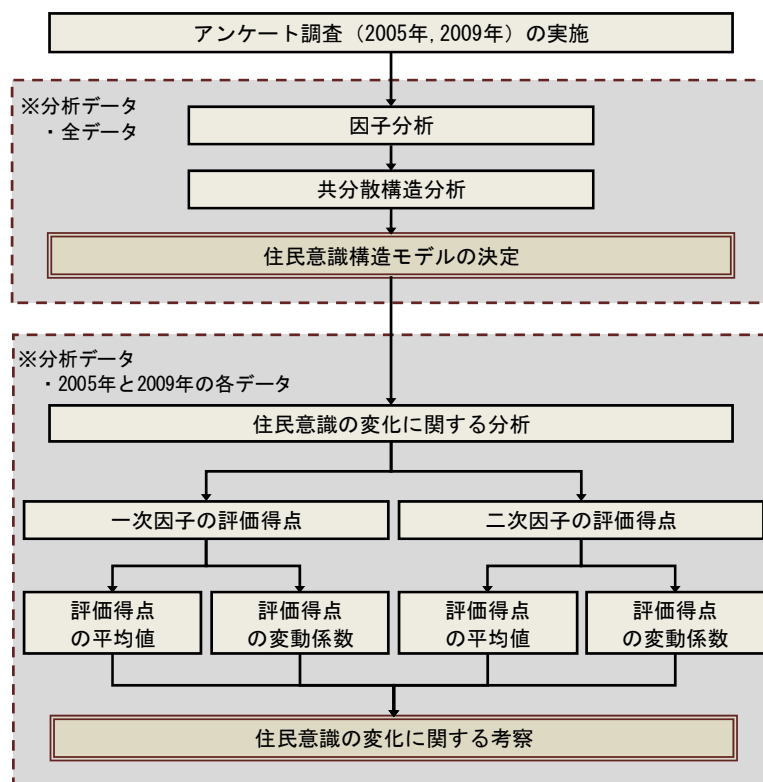 アンケート調査（2005年,2009年）の実施
※分析データ
・全データ
因子分析
共分散構造分析
住民意識構造モデルの決定
※分析データ
・2005年と2009年の各データ
住民意識の変化に関する分析
一次因子の評価得点
二次因子の評価得点
評価得点
の平均値
評価得点
の変動係数
評価得点
の平均値
評価得点
の変動係数
住民意識の変化に関する考察